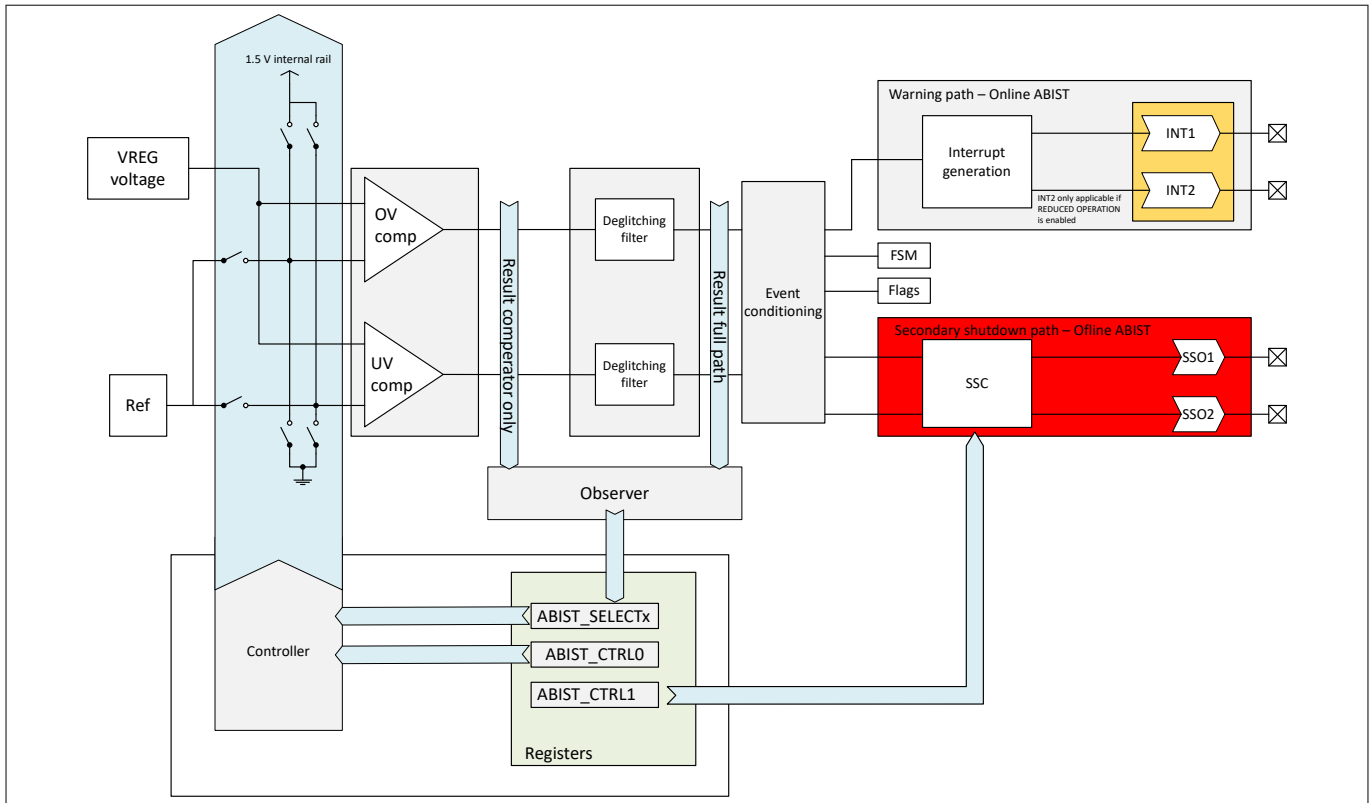 1.5 V internal rail
VREG
voltage
Ref
OV
comp
UV
comp
Result comperator only
Deglitching
filter
Deglitching
filter
Result full path
Event
conditioning
Warning path – Online ABIST
Interrupt
generation
INT1
INT2
INT2 only applicable if
REDUCED OPERATION
is enabled
FSM
Flags
Secondary shutdown path – Ofline ABIST
SSC
SSO1
SSO2
Observer
Controller
ABIST_SELECTx
ABIST_CTRL0
ABIST_CTRL1
Registers